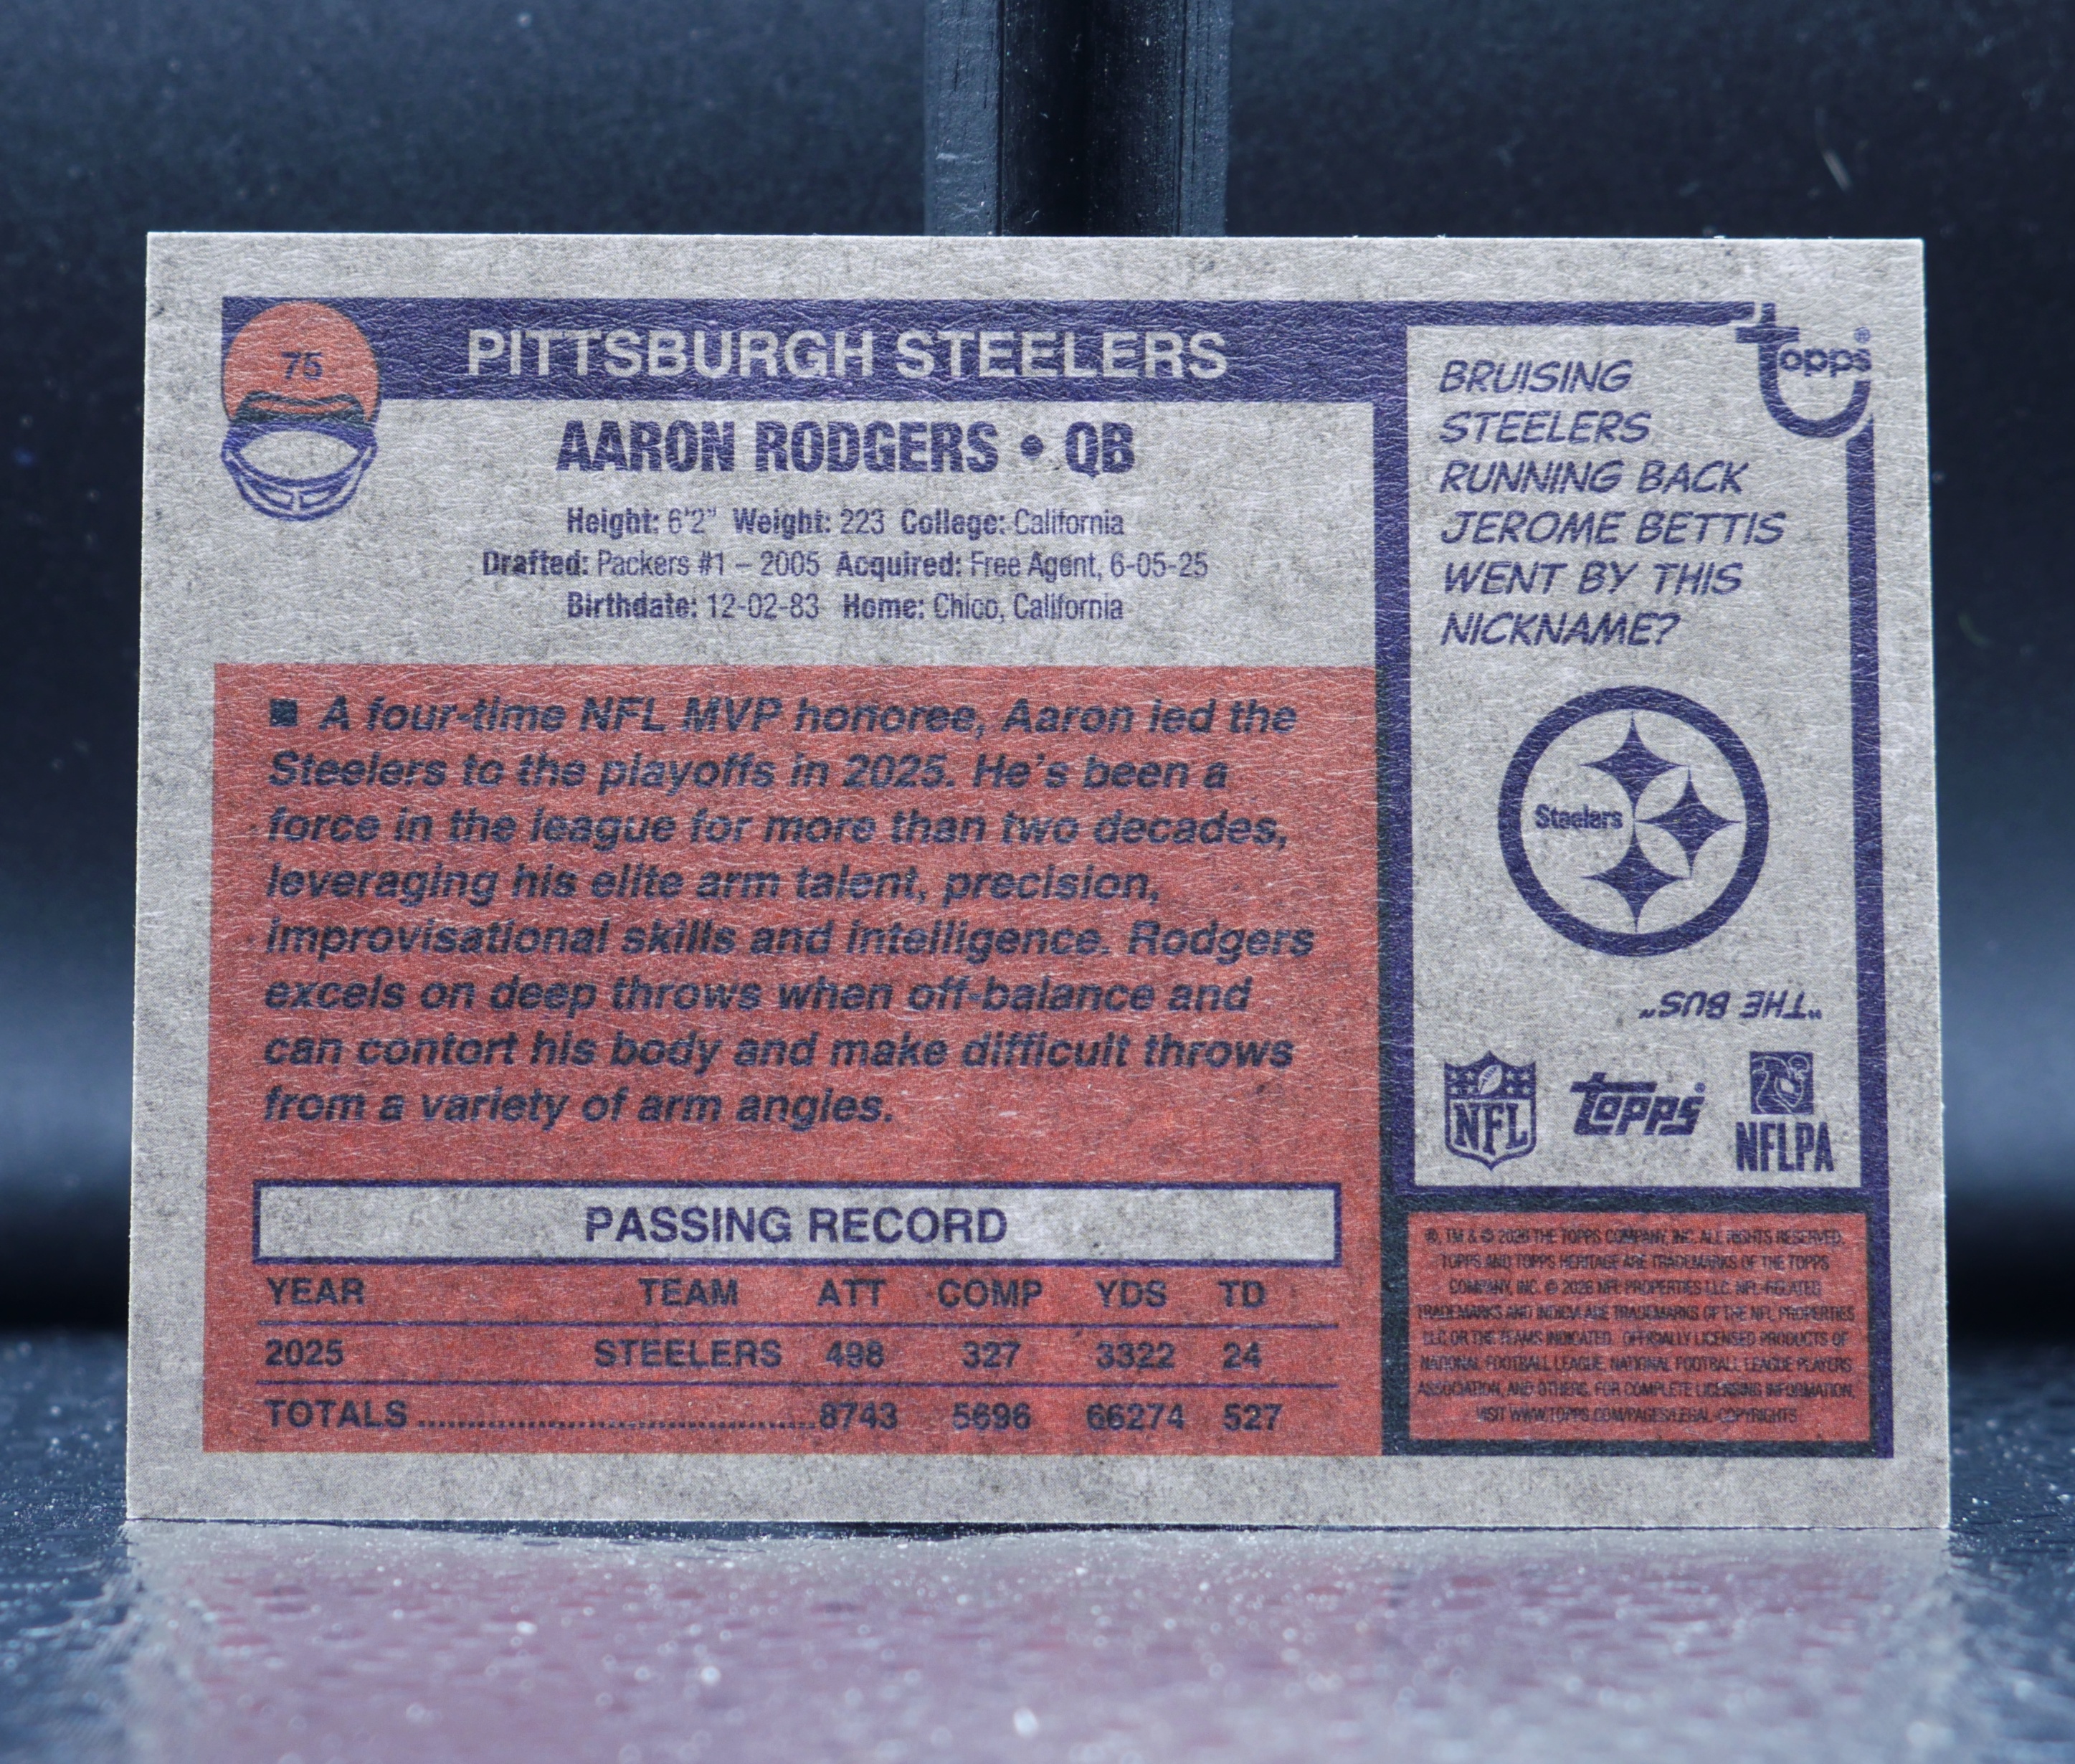 75
PITTSBURGH STEELERS
AARON RODGERS • QB
Height: 6'2" Weight: 223 College: California
Drafted: Packers #1 – 2005 Acquired: Free Agent, 6-05-25
Birthdate: 12-02-83 Home: Chico, California
■ A four-time NFL MVP honoree, Aaron led the
Steelers to the playoffs in 2025. He's been a
force in the league for more than two decades,
leveraging his elite arm talent, precision,
improvisational skills and intelligence. Rodgers
excels on deep throws when off-balance and
can contort his body and make difficult throws
from a variety of arm angles.
PASSING RECORD
YEAR TEAM ATT COMP YDS TD
2025 STEELERS 498 327 3322 24
TOTALS 8743 5696 66274 527
Topps®
BRUISING
STEELERS
RUNNING BACK
JEROME BETTIS
WENT BY THIS
NICKNAME?
Steelers
"THE BUS"
NFL Topps NFLPA
®, TM & © 2026 THE TOPPS COMPANY, INC. ALL RIGHTS RESERVED.
TOPPS AND TOPPS HERITAGE ARE TRADEMARKS OF THE TOPPS
COMPANY, INC. © 2026 NFL PROPERTIES LLC. NFL-RELATED
TRADEMARKS AND INDICIA ARE TRADEMARKS OF THE NFL PROPERTIES
LLC OR THE TEAMS INDICATED. OFFICIALLY LICENSED PRODUCTS OF
NATIONAL FOOTBALL LEAGUE, NATIONAL FOOTBALL LEAGUE PLAYERS
ASSOCIATION, AND OTHERS. FOR COMPLETE LICENSING INFORMATION,
VISIT WWW.TOPPS.COM/PAGES/LEGAL-COPYRIGHTS